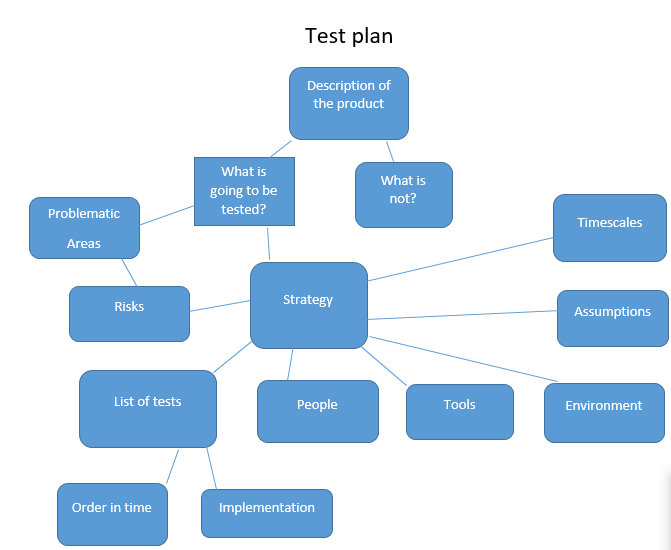 Test plan
Description of
the product
What is
going to be
tested?
What is
not?
Problematic
Areas
Timescales
Risks
Strategy
Assumptions
List of tests
People
Tools
Environment
Order in time
Implementation